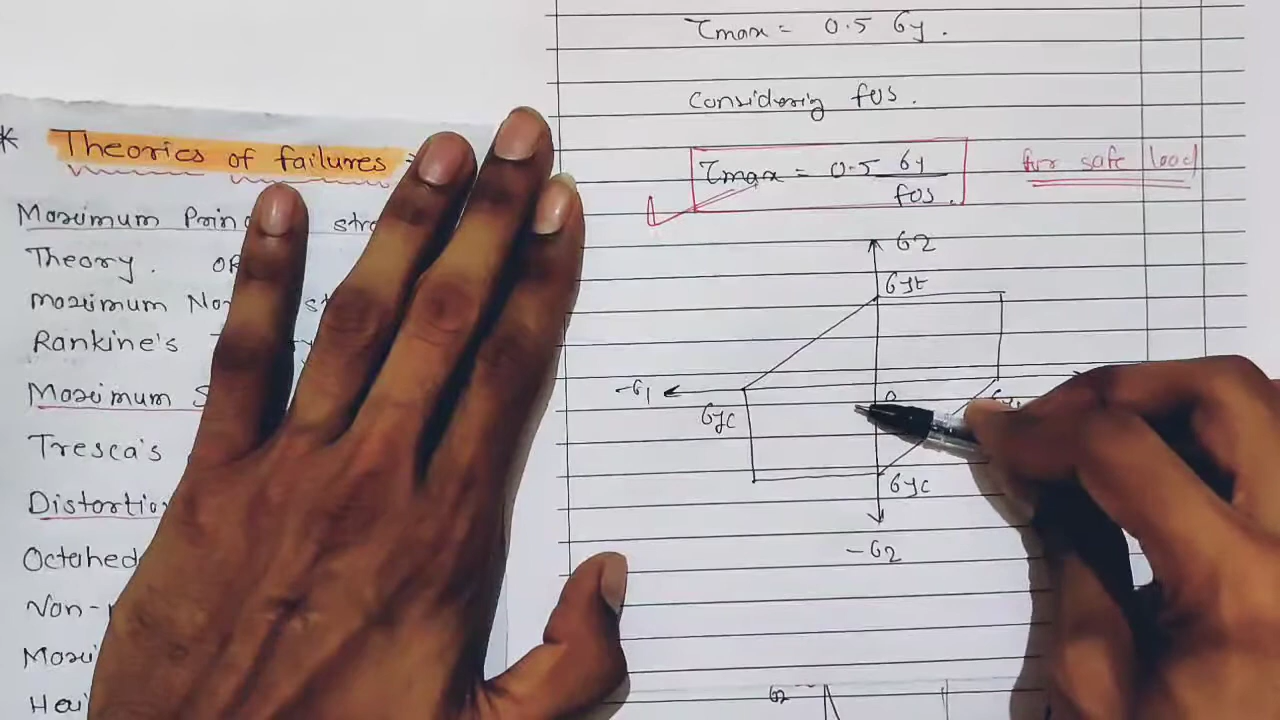 * Theories of failures
Maximum Prin
Theory. OR
maximum No
Rankine's
Maximum S
Tresca's
Distortio
Octahed
Non-
Maxi
Hai
τmax = 0.5 σy.
Considering fos.
τmax = 0.5 σy / fos. for safe load
σ2
σyt
-σ1
σyc
σyc
-σ2
σ2